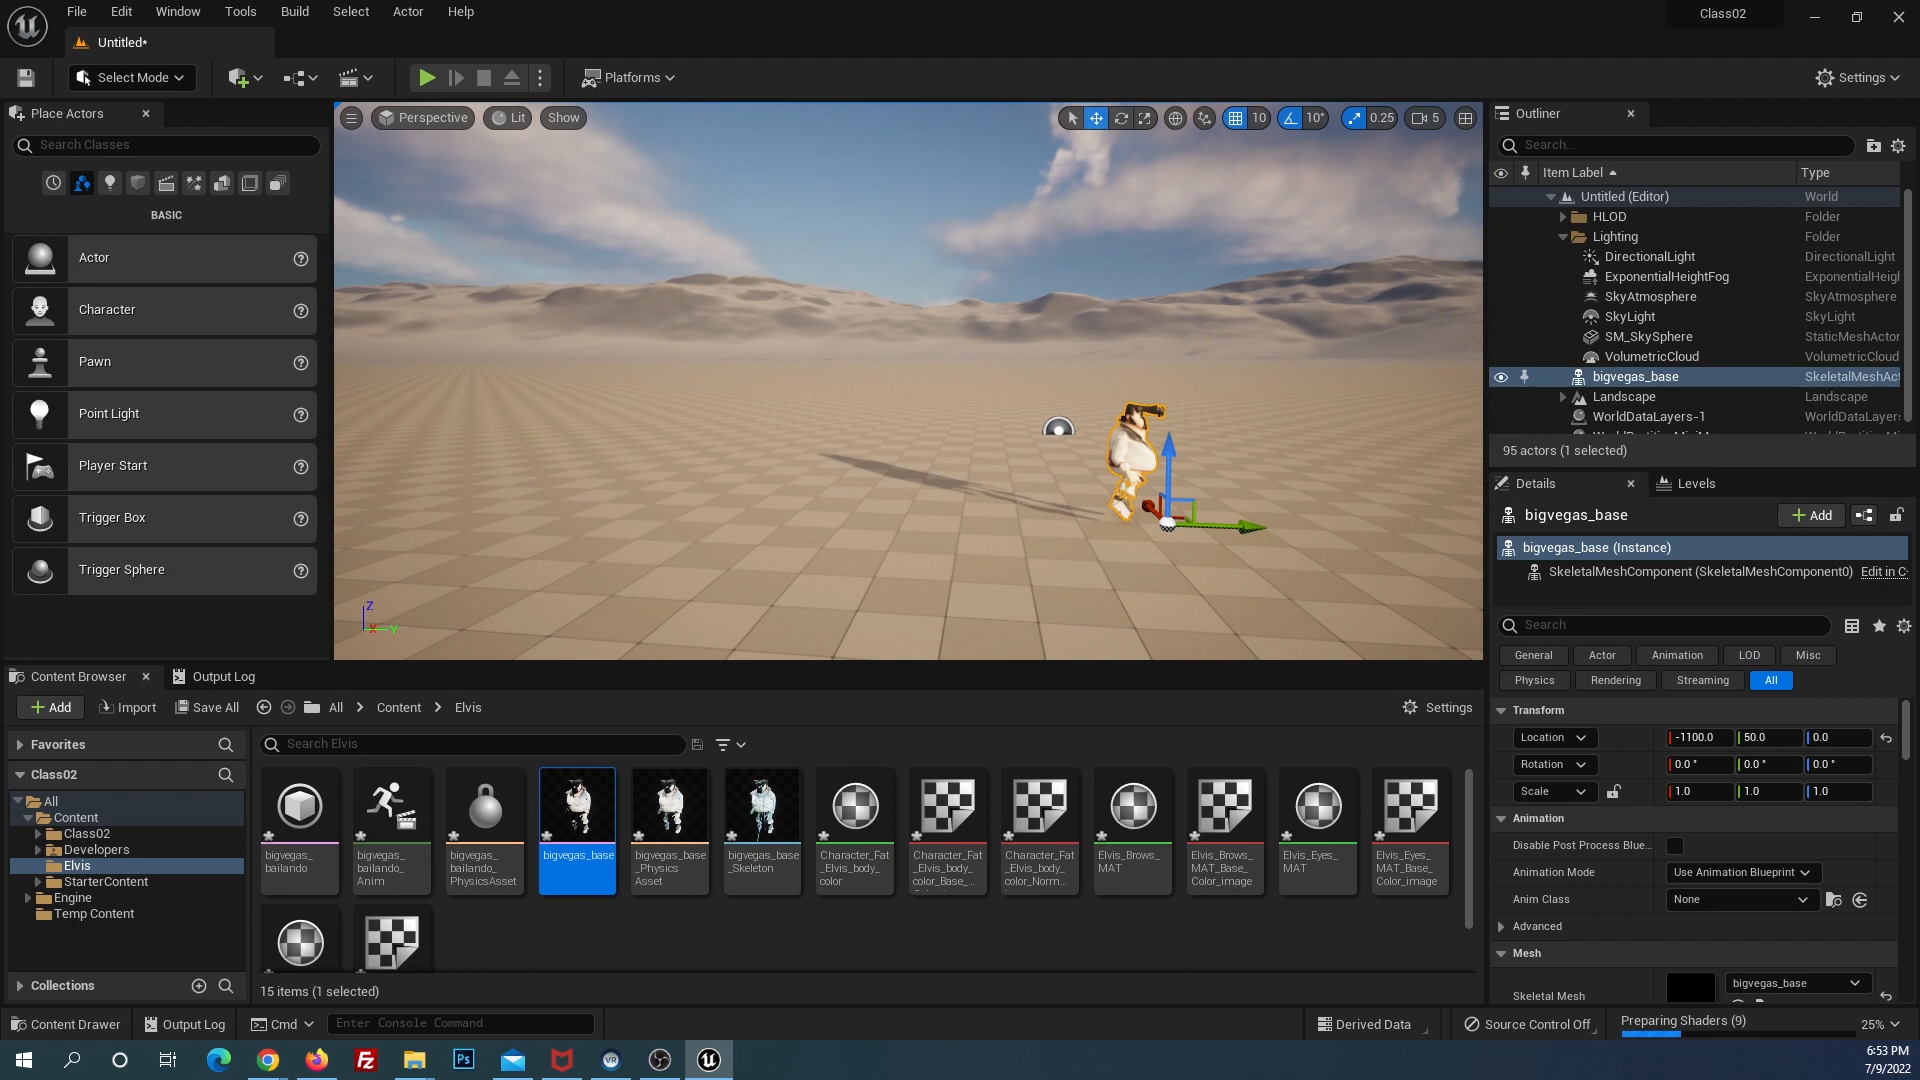 File Edit Window Tools Build Select Actor Help
Class02
Untitled*
Select Mode
Platforms
Settings
Place Actors
Search Classes
BASIC
Actor
Character
Pawn
Point Light
Player Start
Trigger Box
Trigger Sphere
Perspective Lit Show
10 10° 0.25 5
Z
X Y
Outliner
Search...
Item Label Type
Untitled (Editor) World
HLOD Folder
Lighting Folder
DirectionalLight DirectionalLight
ExponentialHeightFog ExponentialHeigh
SkyAtmosphere SkyAtmosphere
SkyLight SkyLight
SM_SkySphere StaticMeshActor
VolumetricCloud VolumetricCloud
bigvegas_base SkeletalMeshAct
Landscape Landscape
WorldDataLayers-1 WorldDataLayer
95 actors (1 selected)
Details Levels
bigvegas_base Add
bigvegas_base (Instance)
SkeletalMeshComponent (SkeletalMeshComponent0) Edit in C
Search
General Actor Animation LOD Misc
Physics Rendering Streaming All
Transform
Location -1100.0 50.0 0.0
Rotation 0.0 ° 0.0 ° 0.0 °
Scale 1.0 1.0 1.0
Animation
Disable Post Process Blue...
Animation Mode Use Animation Blueprint
Anim Class None
Advanced
Mesh
Skeletal Mesh bigvegas_base
Content Browser Output Log
Add Import Save All All Content Elvis Settings
Favorites
Class02
All
Content
Class02
Developers
Elvis
StarterContent
Engine
Temp Content
Collections
Search Elvis
bigvegas_
bailando
bigvegas_
bailando_
Anim
bigvegas_
bailando_
PhysicsAsset
bigvegas_base
bigvegas_base
_Physics
Asset
bigvegas_base
_Skeleton
Character_Fat
_Elvis_body_
color
Character_Fat
_Elvis_body_
color_Base_...
Character_Fat
_Elvis_body_
color_Norm...
Elvis_Brows_
MAT
Elvis_Brows_
MAT_Base_
Color_image
Elvis_Eyes_
MAT
Elvis_Eyes_
MAT_Base_
Color_image
15 items (1 selected)
Content Drawer Output Log Cmd Enter Console Command
Derived Data Source Control Off Preparing Shaders (9) 25%
Fz Ps VR
6:53 PM
7/9/2022